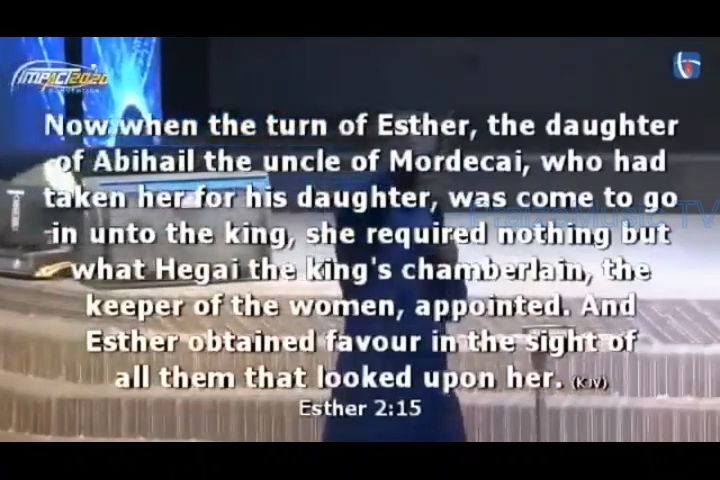 IMPACT 2020
CONVENTION
Now when the turn of Esther, the daughter
of Abihail the uncle of Mordecai, who had
taken her for his daughter, was come to go
in unto the king, she required nothing but
what Hegai the king's chamberlain, the
keeper of the women, appointed. And
Esther obtained favour in the sight of
all them that looked upon her. (KJV)
Esther 2:15